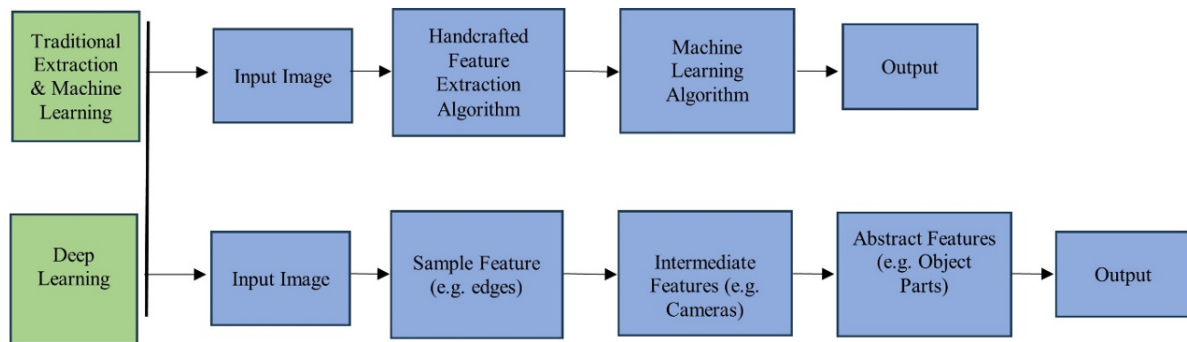 Traditional
Extraction
& Machine
Learning
Input Image
Handcrafted
Feature
Extraction
Algorithm
Machine
Learning
Algorithm
Output
Deep
Learning
Input Image
Sample Feature
(e.g. edges)
Intermediate
Features (e.g.
Cameras)
Abstract Features
(e.g. Object
Parts)
Output